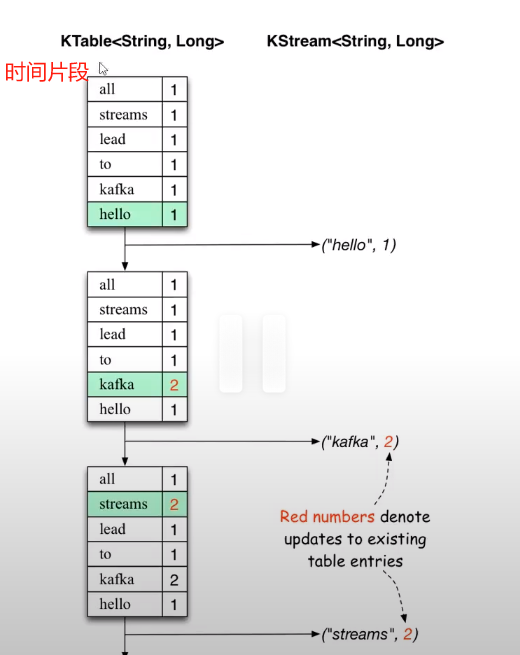 KTable<String, Long> KStream<String, Long>
时间片段
all 1
streams 1
lead 1
to 1
kafka 1
hello 1
("hello", 1)
all 1
streams 1
lead 1
to 1
kafka 2
hello 1
("kafka", 2)
all 1
streams 2
lead 1
to 1
kafka 2
hello 1
Red numbers denote
updates to existing
table entries
("streams", 2)